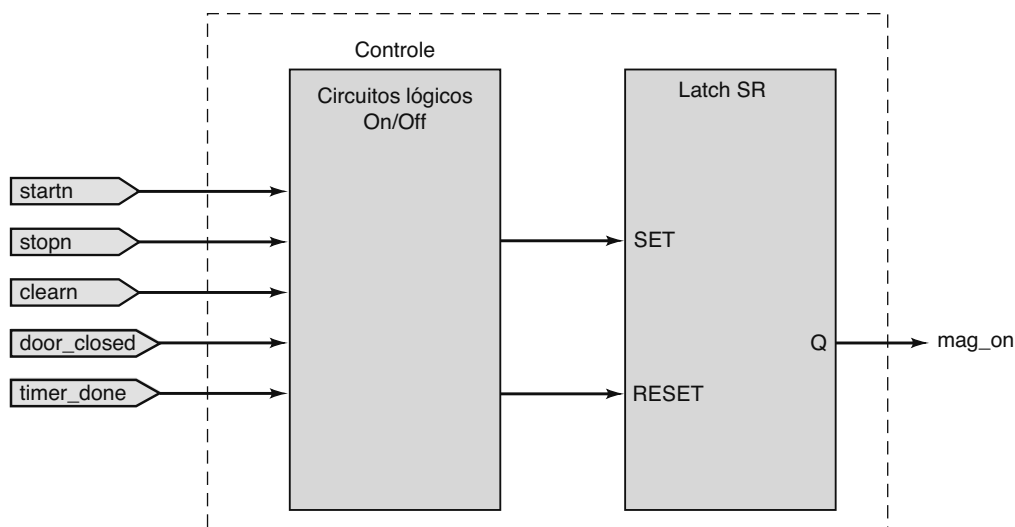 Controle
Circuitos lógicos
On/Off
Latch SR
startn
stopn
SET
clearn
door_closed
Q
mag_on
timer_done
RESET